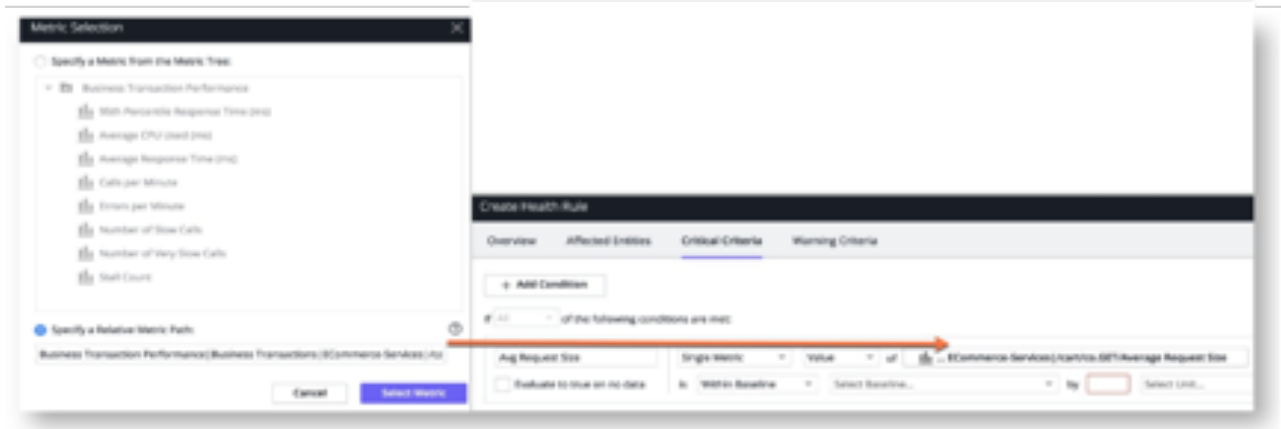 Metric Selection
Specify a Metric from the Metric Tree:
Business Transaction Performance
95th Percentile Response Time (ms)
Average CPU Used (ms)
Average Response Time (ms)
Calls per Minute
Errors per Minute
Number of Slow Calls
Number of Very Slow Calls
Stall Count
Specify a Relative Metric Path:
Business Transaction Performance|Business Transactions|ECommerce-Services|
Cancel
Select Metric
Create Health Rule
Overview Affected Entities Critical Criteria Warning Criteria
+ Add Condition
If All of the following conditions are met:
Avg Request Size Single Metric Value of ... ECommerce-Services|/cart/co.GET/Average Request Size
Evaluate to true on no data Is Within Baseline Select Baseline... by Select Unit...